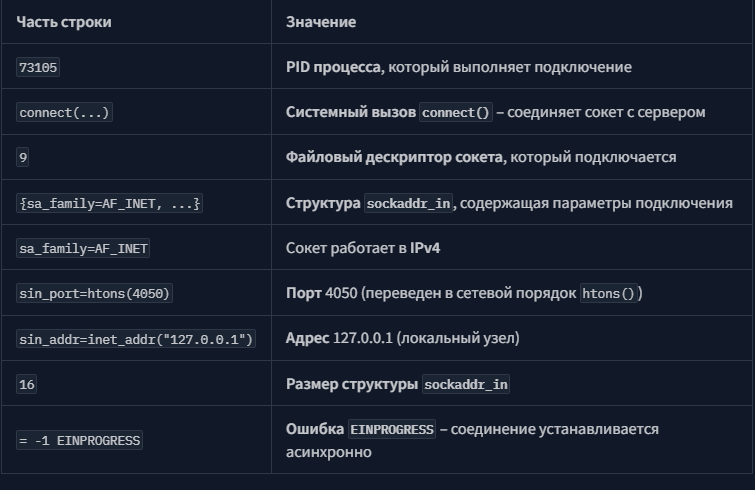 Часть строки Значение
73105 PID процесса, который выполняет подключение
connect(...) Системный вызов connect() – соединяет сокет с сервером
9 Файловый дескриптор сокета, который подключается
{sa_family=AF_INET, ...} Структура sockaddr_in, содержащая параметры подключения
sa_family=AF_INET Сокет работает в IPv4
sin_port=htons(4050) Порт 4050 (переведен в сетевой порядок htons())
sin_addr=inet_addr("127.0.0.1") Адрес 127.0.0.1 (локальный узел)
16 Размер структуры sockaddr_in
= -1 EINPROGRESS Ошибка EINPROGRESS – соединение устанавливается
асинхронно